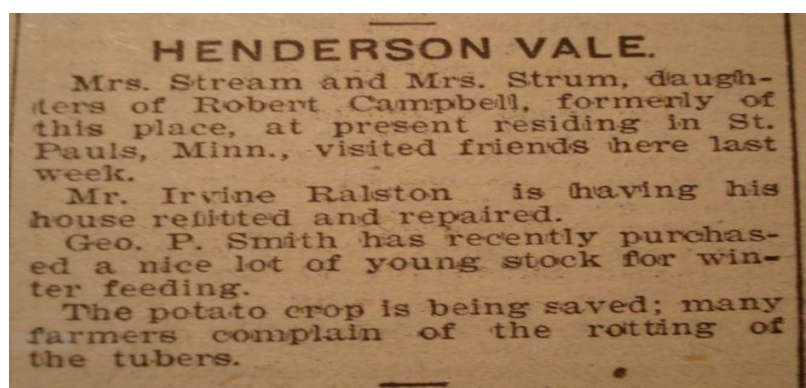 HENDERSON VALE.
Mrs. Stream and Mrs. Strum, daugh-
ters of Robert Campbell, formerly of
this place, at present residing in St.
Pauls, Minn., visited friends here last
week.
Mr. Irvine Ralston is having his
house refitted and repaired.
Geo. P. Smith has recently purchas-
ed a nice lot of young stock for win-
ter feeding.
The potato crop is being saved; many
farmers complain of the rotting of
the tubers.